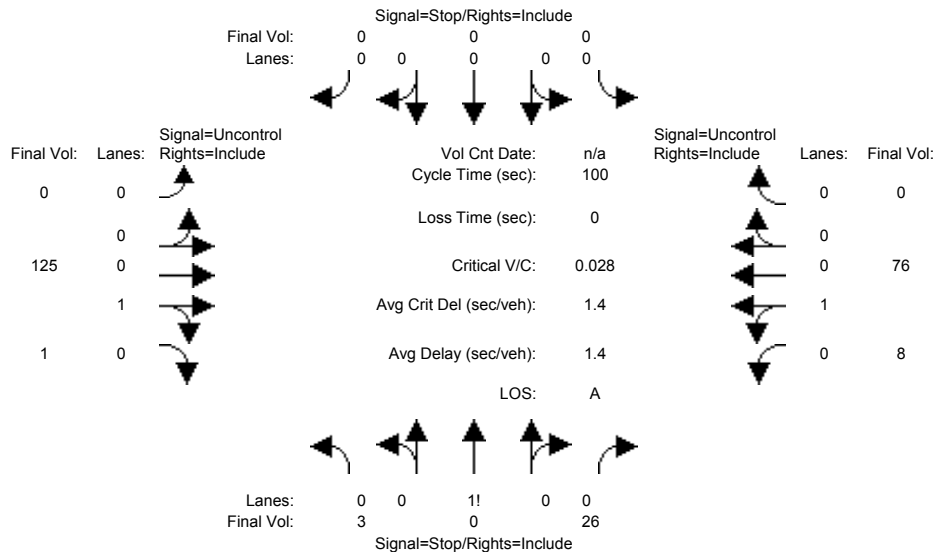 Signal=Stop/Rights=Include
Final Vol: 0 0 0
Lanes: 0 0 0 0 0
Signal=Uncontrol Signal=Uncontrol
Final Vol: Lanes: Rights=Include Vol Cnt Date: n/a Rights=Include Lanes: Final Vol:
Cycle Time (sec): 100
0 0 0 0
Loss Time (sec): 0
0 0
125 0 Critical V/C: 0.028 0 76
1 Avg Crit Del (sec/veh): 1.4 1
1 0 Avg Delay (sec/veh): 1.4 0 8
LOS: A
Lanes: 0 0 1! 0 0
Final Vol: 3 0 26
Signal=Stop/Rights=Include